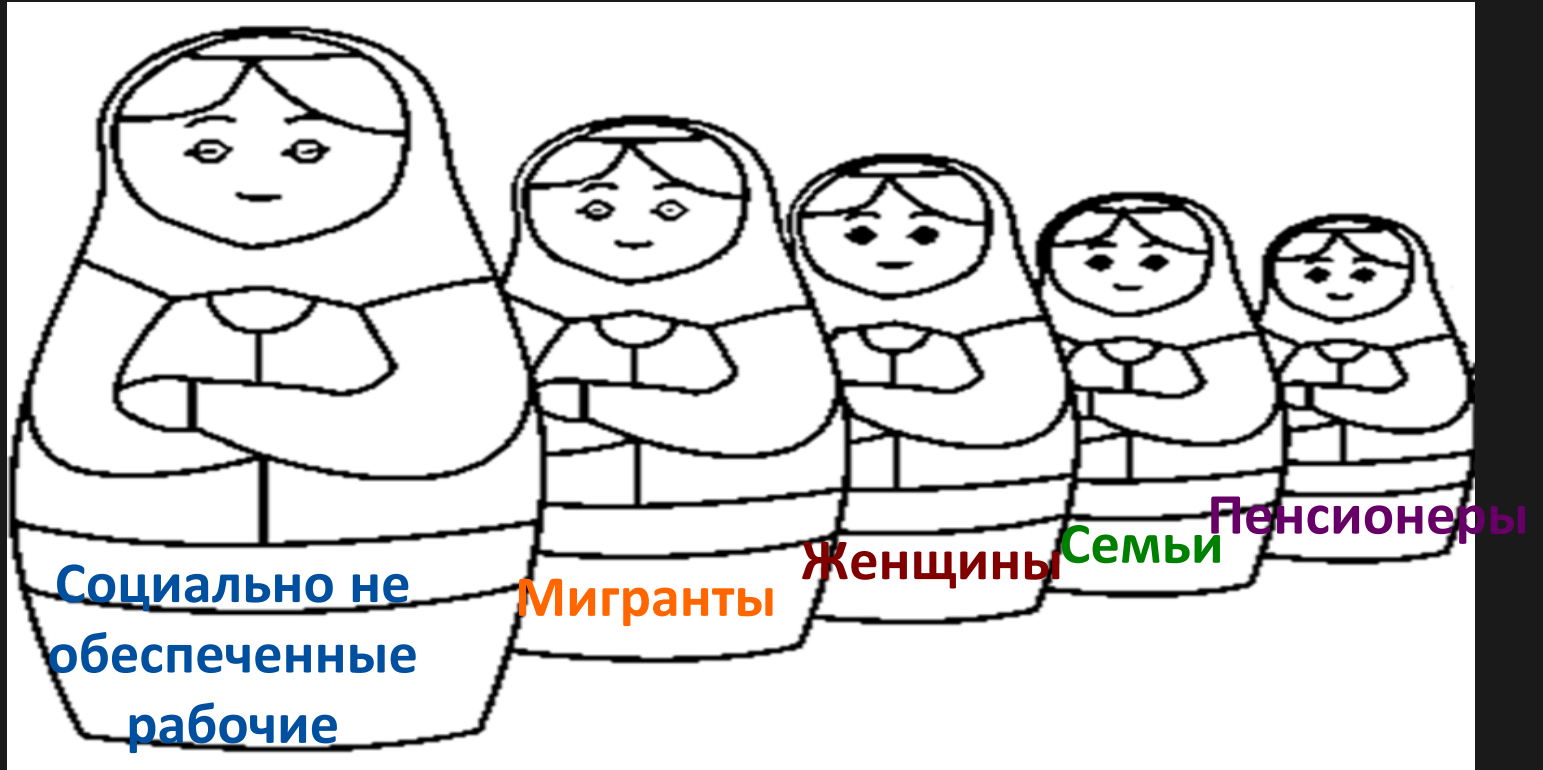 Социально не
обеспеченные
рабочие
Мигранты
Женщины
Семьи
Пенсионеры